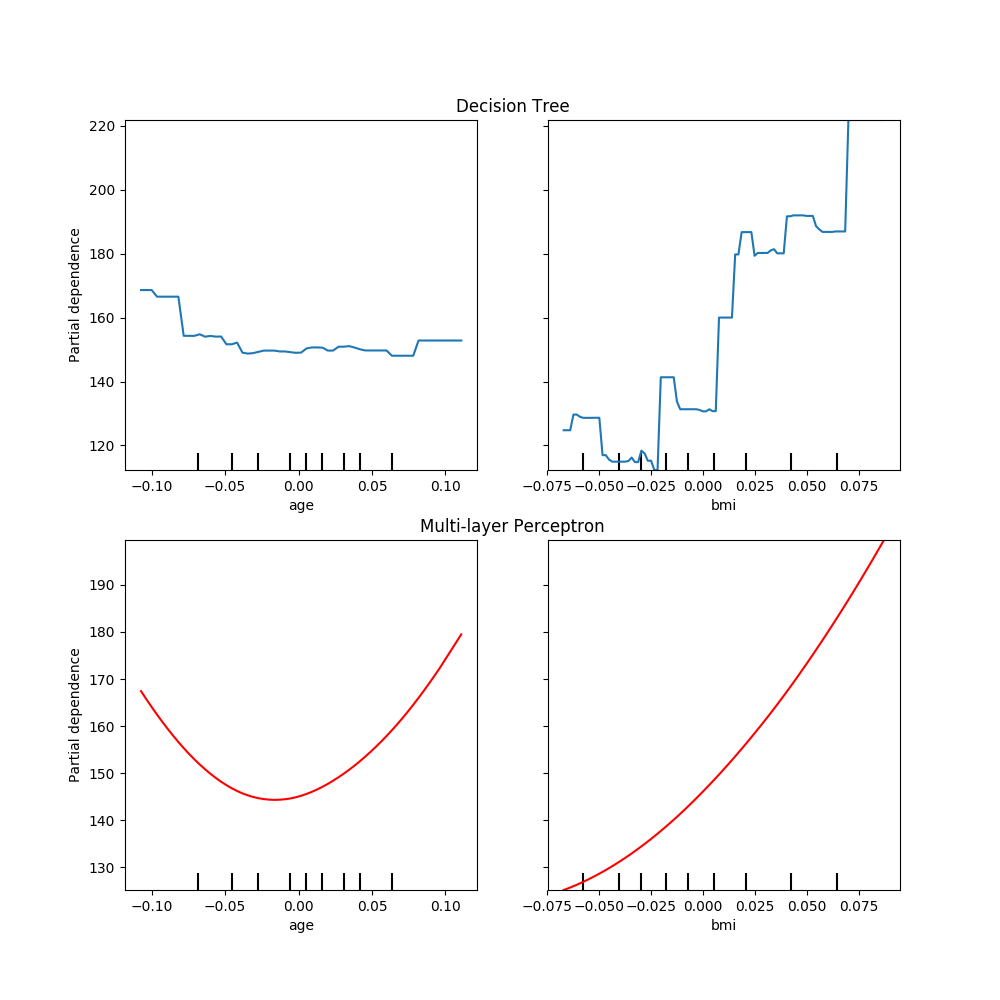 Decision Tree
220
200
180
160
140
120
Partial dependence
−0.10 −0.05 0.00 0.05 0.10
age
−0.075 −0.050 −0.025 0.000 0.025 0.050 0.075
bmi
Multi-layer Perceptron
190
180
170
160
150
140
130
Partial dependence
−0.10 −0.05 0.00 0.05 0.10
age
−0.075 −0.050 −0.025 0.000 0.025 0.050 0.075
bmi